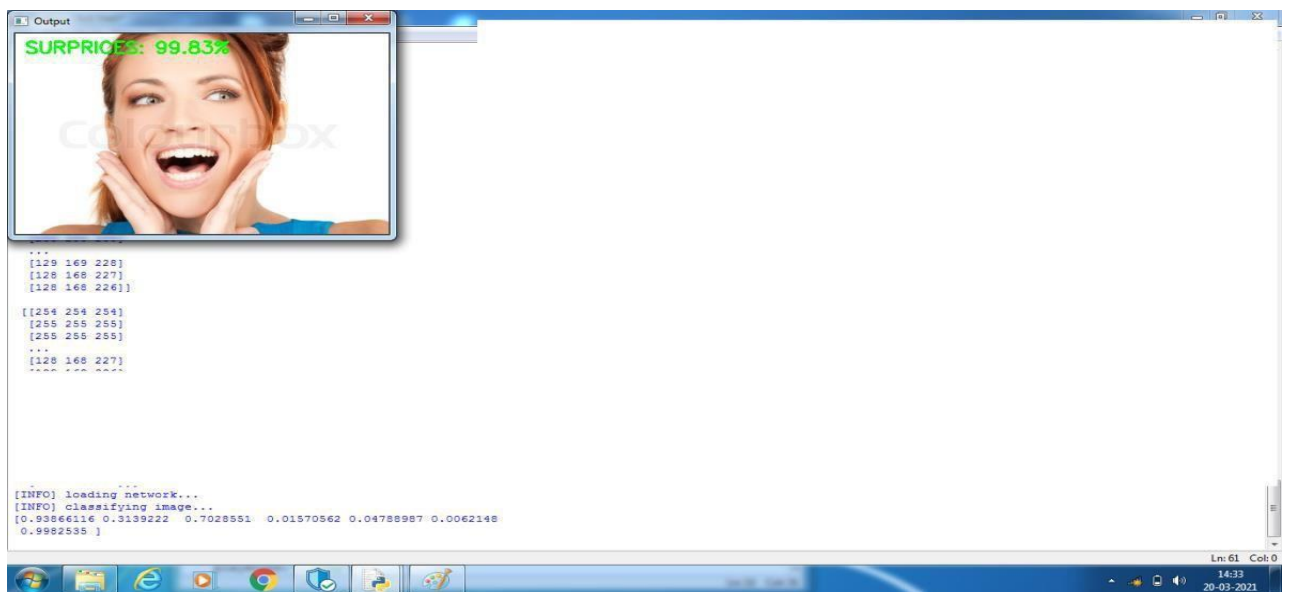 Output
SURPRICES: 99.83%
Colourbox
...
[129 169 228]
[128 168 227]
[128 168 226]]
[[254 254 254]
[255 255 255]
[255 255 255]
...
[128 168 227]
...
[INFO] loading network...
[INFO] classifying image...
[0.93866116 0.3139222 0.7028551 0.01570562 0.04788987 0.0062148
0.9982535 ]
Ln: 61 Col: 0
14:33
20-03-2021